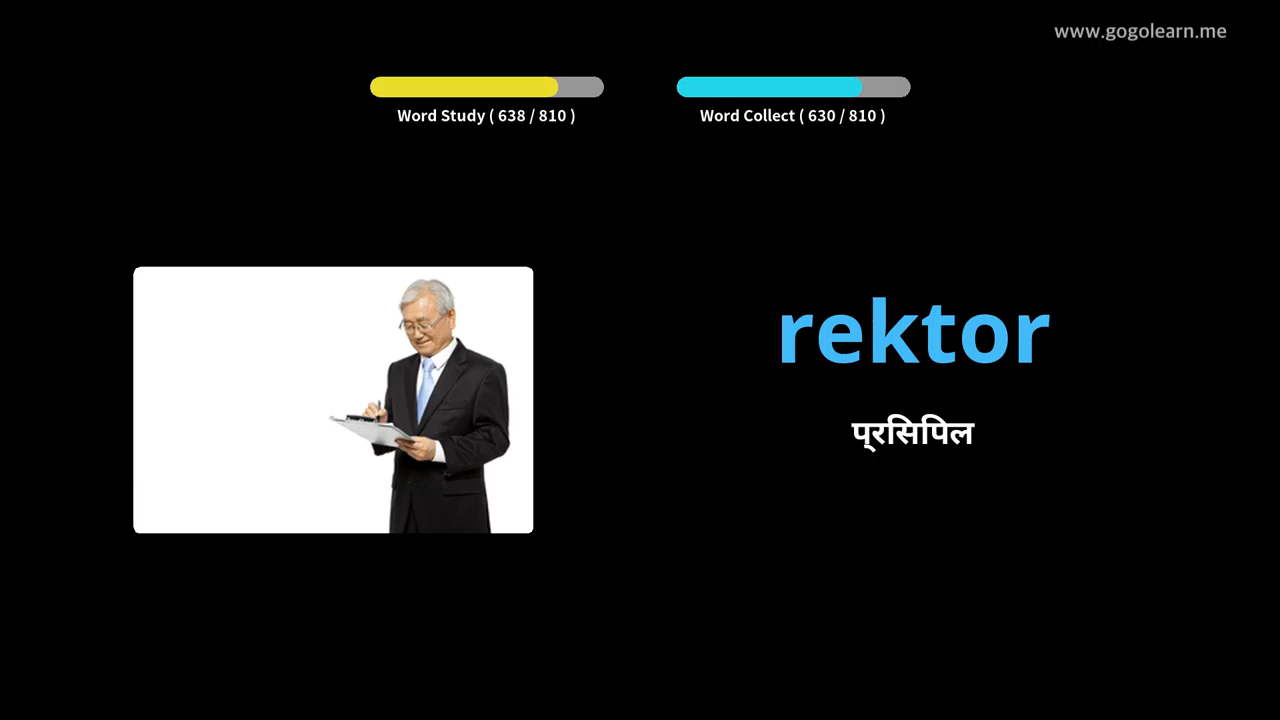 www.gogolearn.me
Word Study ( 638 / 810 )
Word Collect ( 630 / 810 )
rektor
प्रसिपिल